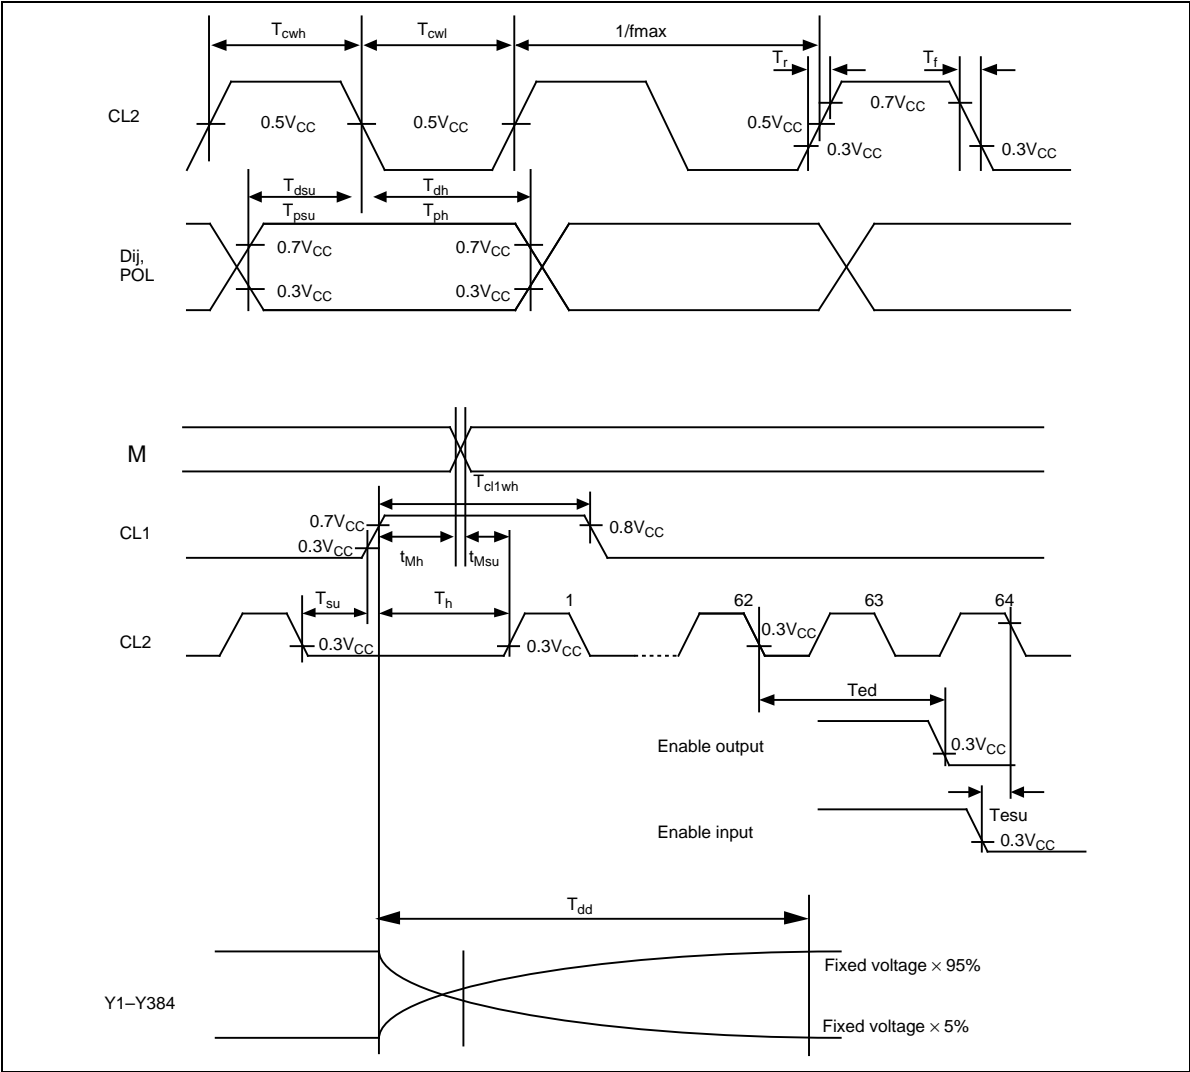 Tcwh Tcwl 1/fmax
Tr Tf
CL2 0.5VCC 0.5VCC 0.5VCC 0.7VCC
0.3VCC 0.3VCC
Tdsu Tdh
Tpsu Tph
Dij,
POL
0.7VCC 0.7VCC
0.3VCC 0.3VCC
M
Tcl1wh
CL1 0.7VCC 0.8VCC
0.3VCC
tMh tMsu
Tsu Th 1 62 63 64
CL2 0.3VCC 0.3VCC 0.3VCC
Ted
Enable output 0.3VCC
Tesu
Enable input 0.3VCC
Tdd
Fixed voltage × 95%
Y1–Y384
Fixed voltage × 5%